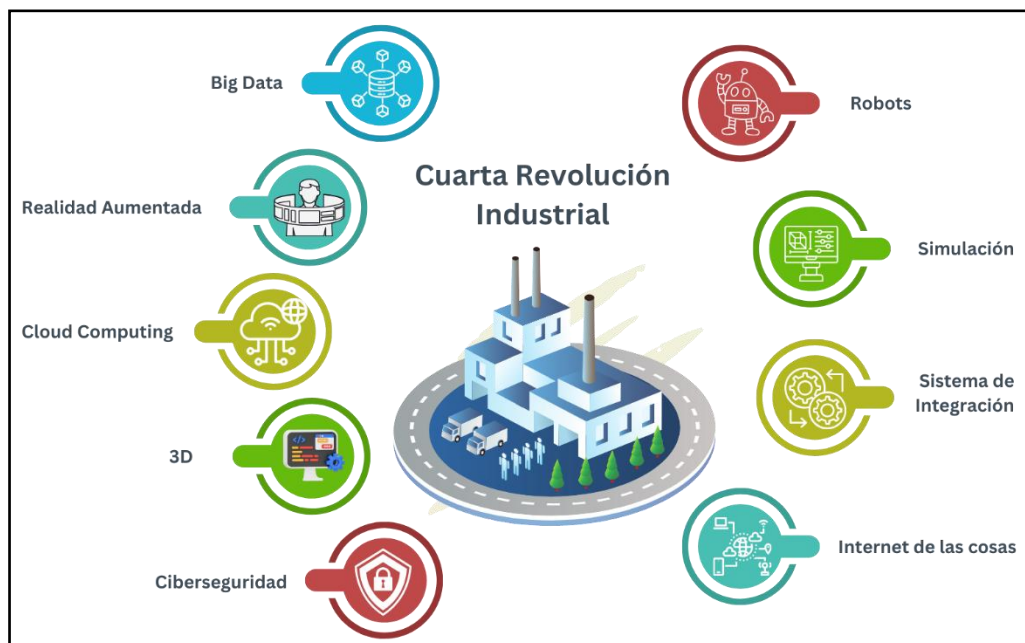 Cuarta Revolución
Industrial
Big Data
Realidad Aumentada
Cloud Computing
3D
Ciberseguridad
Robots
Simulación
Sistema de
Integración
Internet de las cosas